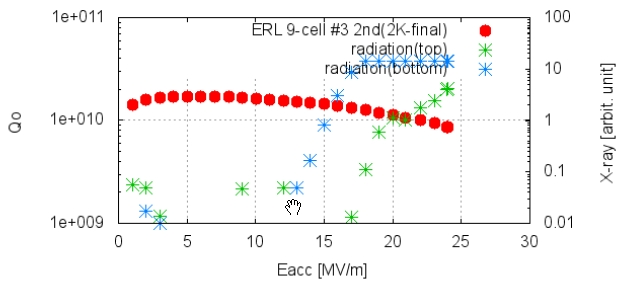 1e+011
1e+010
1e+009
Qo
ERL 9-cell #3 2nd(2K-final)
radiation(top)
radiation(bottom)
100
10
1
0.1
0.01
X-ray [arbit. unit]
0 5 10 15 20 25 30
Eacc [MV/m]